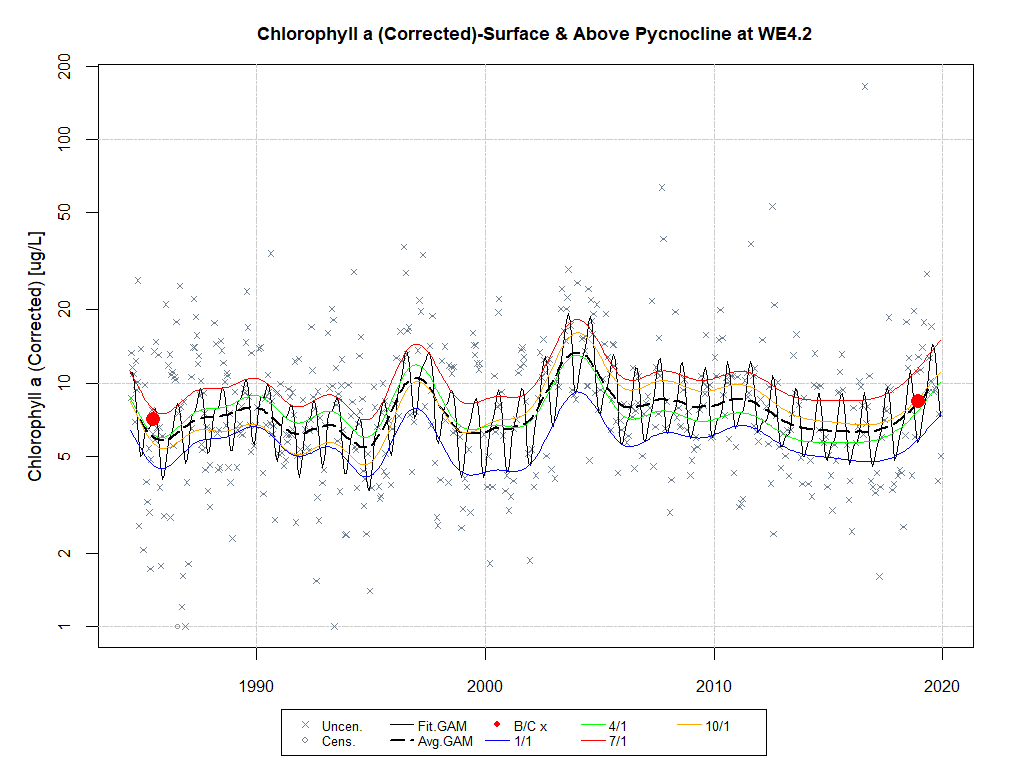 Chlorophyll a (Corrected)-Surface & Above Pycnocline at WE4.2
Chlorophyll a (Corrected) [ug/L]
200
100
50
20
10
5
2
1
1990 2000 2010 2020
Uncen. Fit.GAM B/C x 4/1 10/1
Cens. Avg.GAM 1/1 7/1